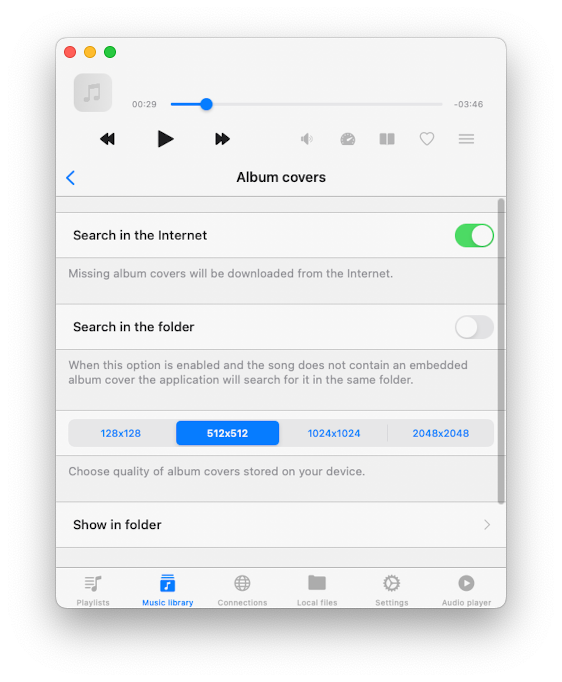 00:29
-03:46
Album covers
Search in the Internet
Missing album covers will be downloaded from the Internet.
Search in the folder
When this option is enabled and the song does not contain an embedded
album cover the application will search for it in the same folder.
128x128 512x512 1024x1024 2048x2048
Choose quality of album covers stored on your device.
Show in folder
Playlists Music library Connections Local files Settings Audio player